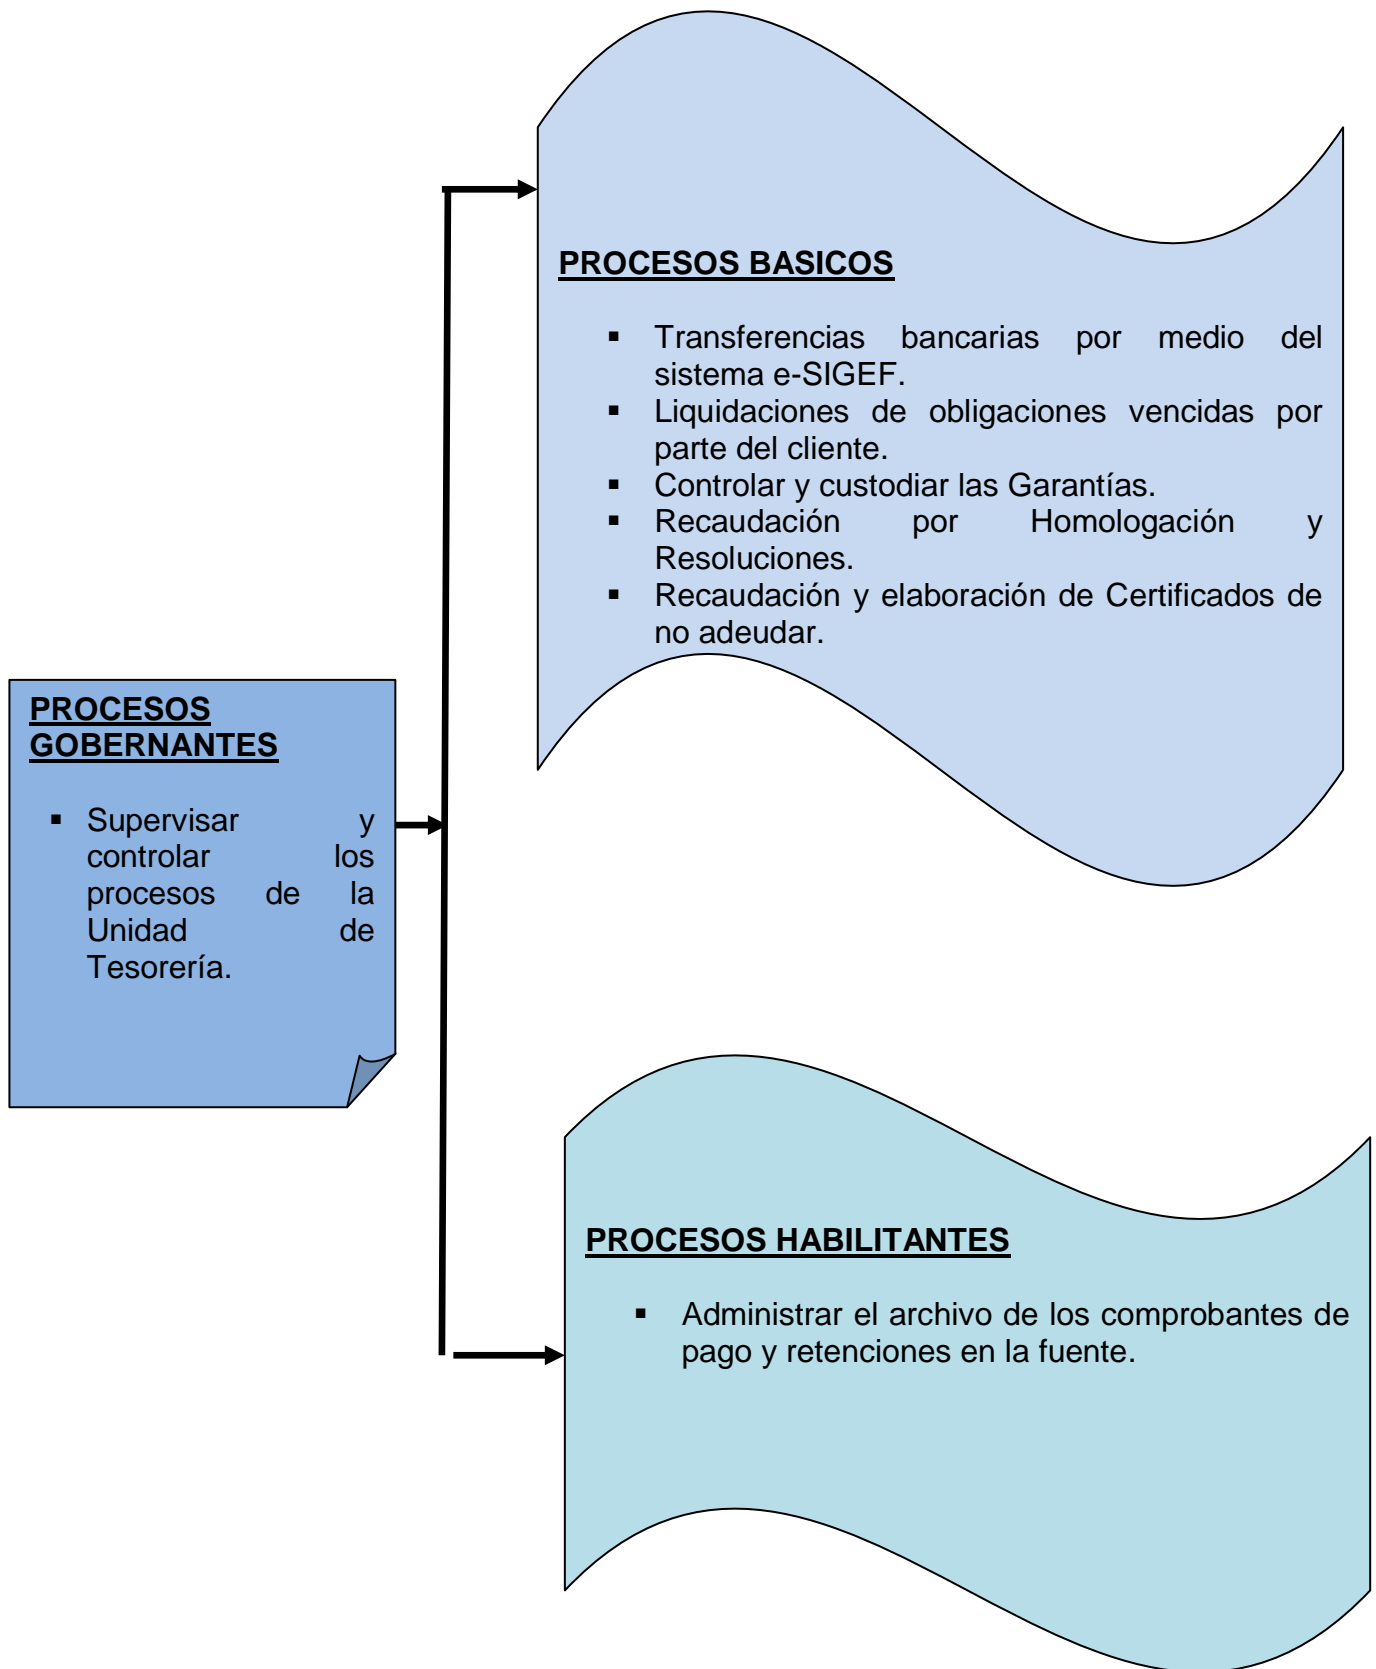 PROCESOS BASICOS
▪ Transferencias bancarias por medio del
sistema e-SIGEF.
▪ Liquidaciones de obligaciones vencidas por
parte del cliente.
▪ Controlar y custodiar las Garantías.
▪ Recaudación por Homologación y
Resoluciones.
▪ Recaudación y elaboración de Certificados de
no adeudar.
PROCESOS
GOBERNANTES
▪ Supervisar y
controlar los
procesos de la
Unidad de
Tesorería.
PROCESOS HABILITANTES
▪ Administrar el archivo de los comprobantes de
pago y retenciones en la fuente.